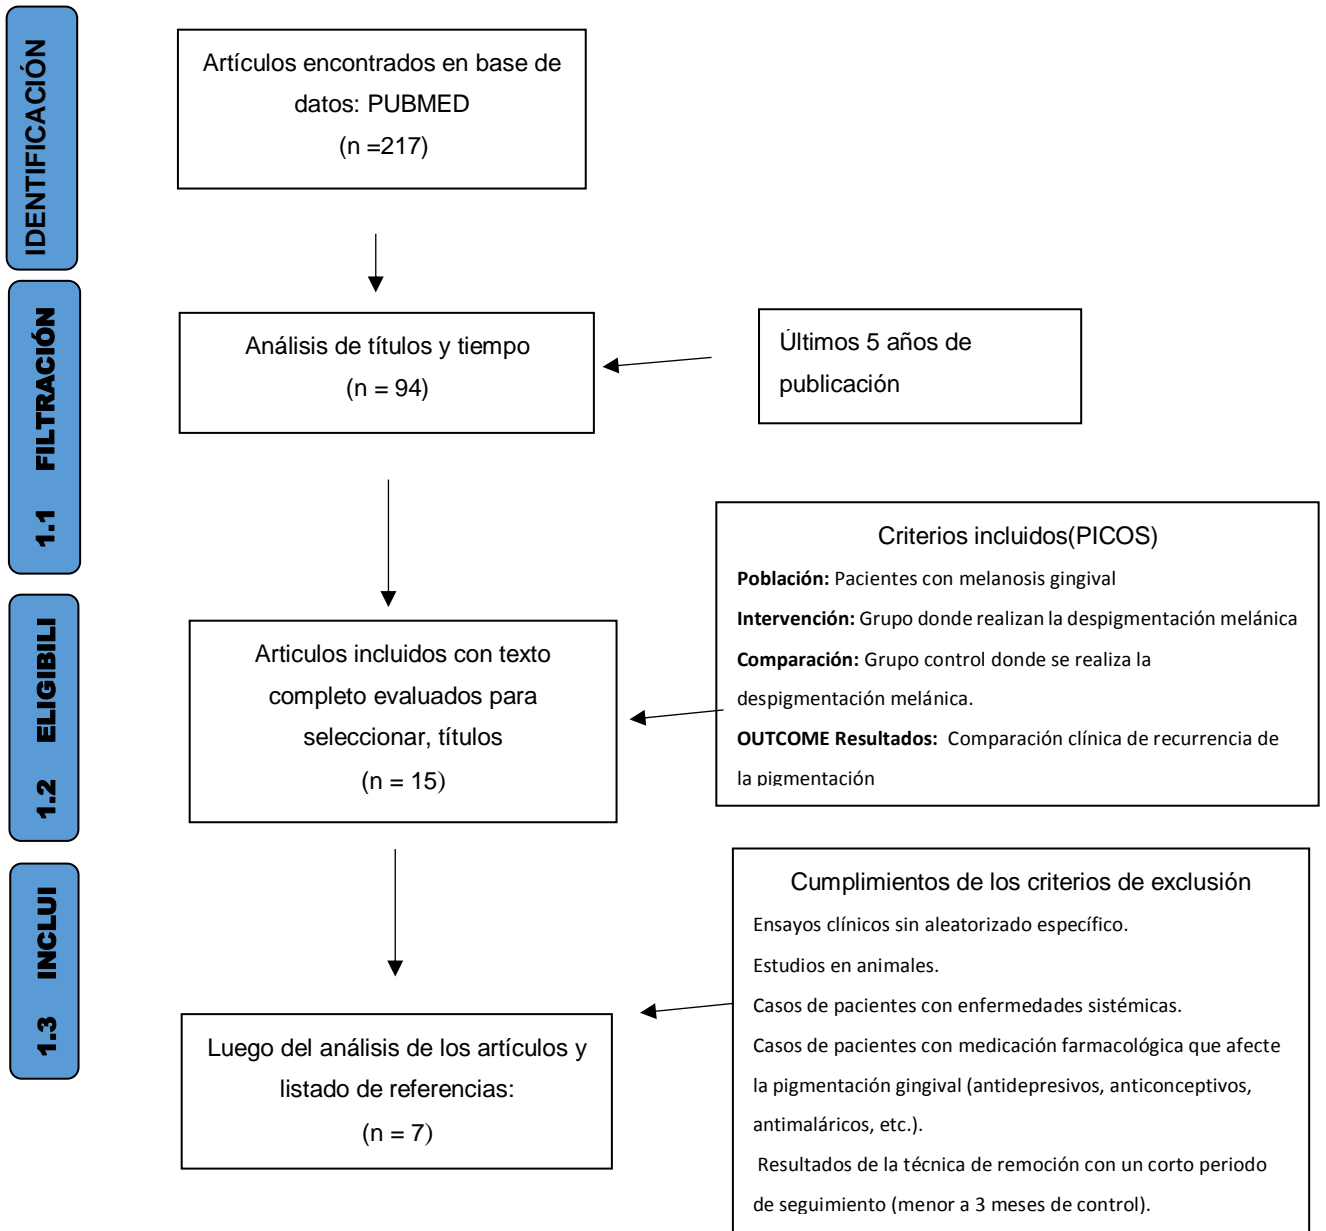 IDENTIFICACIÓN
Artículos encontrados en base de
datos: PUBMED
(n =217)
1.1 FILTRACIÓN
Análisis de títulos y tiempo
(n = 94)
Últimos 5 años de
publicación
1.2 ELIGIBILI
Articulos incluidos con texto
completo evaluados para
seleccionar, títulos
(n = 15)
Criterios incluidos(PICOS)
Población: Pacientes con melanosis gingival
Intervención: Grupo donde realizan la despigmentación melánica
Comparación: Grupo control donde se realiza la
despigmentación melánica.
OUTCOME Resultados: Comparación clínica de recurrencia de
la pigmentación
1.3 INCLUI
Luego del análisis de los artículos y
listado de referencias:
(n = 7)
Cumplimientos de los criterios de exclusión
Ensayos clínicos sin aleatorizado específico.
Estudios en animales.
Casos de pacientes con enfermedades sistémicas.
Casos de pacientes con medicación farmacológica que afecte
la pigmentación gingival (antidepresivos, anticonceptivos,
antimaláricos, etc.).
Resultados de la técnica de remoción con un corto periodo
de seguimiento (menor a 3 meses de control).